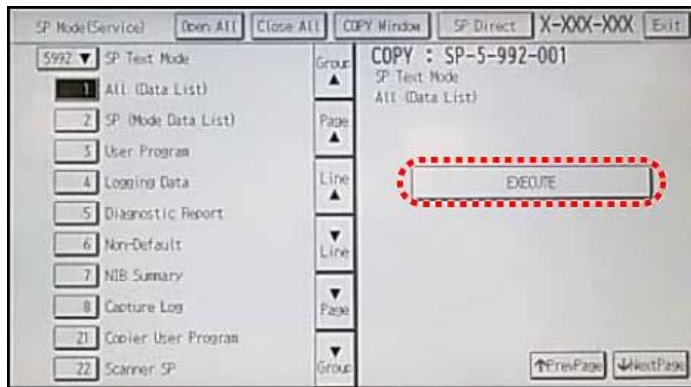 SP Mode(Service) Open All Close All COPY Window SP Direct X-XXX-XXX Exit
5992 ▼ SP Text Mode
1 All (Data List)
2 SP (Mode Data List)
3 User Program
4 Logging Data
5 Diagnostic Report
6 Non-Default
7 NIB Summary
8 Capture Log
21 Copier User Program
22 Scanner SP
Group ▲
Page ▲
Line ▲
▼ Line
▼ Page
▼ Group
COPY : SP-5-992-001
SP Text Mode
All (Data List)
EXECUTE
↑PrevPage ↓NextPage